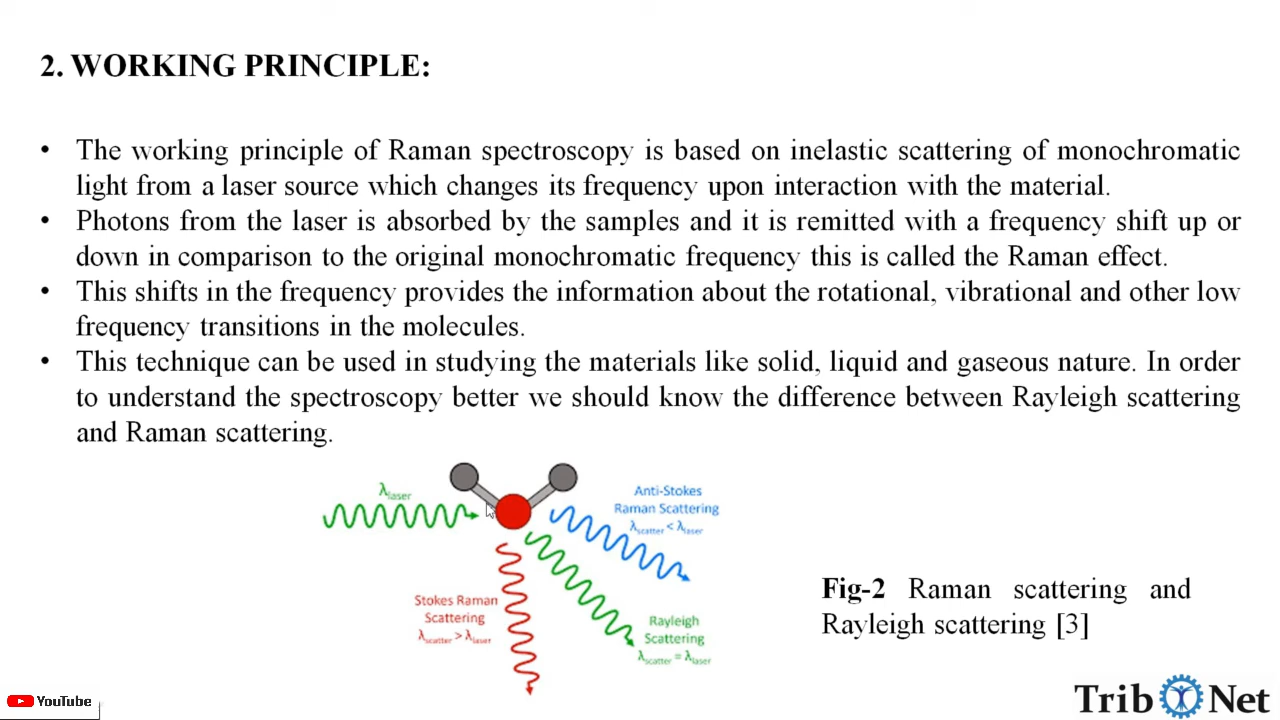 2. WORKING PRINCIPLE:
• The working principle of Raman spectroscopy is based on inelastic scattering of monochromatic
light from a laser source which changes its frequency upon interaction with the material.
• Photons from the laser is absorbed by the samples and it is remitted with a frequency shift up or
down in comparison to the original monochromatic frequency this is called the Raman effect.
• This shifts in the frequency provides the information about the rotational, vibrational and other low
frequency transitions in the molecules.
• This technique can be used in studying the materials like solid, liquid and gaseous nature. In order
to understand the spectroscopy better we should know the difference between Rayleigh scattering
and Raman scattering.
λlaser
Anti-Stokes
Raman Scattering
λscatter < λlaser
Stokes Raman
Scattering
λscatter > λlaser
Rayleigh
Scattering
λscatter = λlaser
Fig-2 Raman scattering and
Rayleigh scattering [3]
YouTube
Trib Net